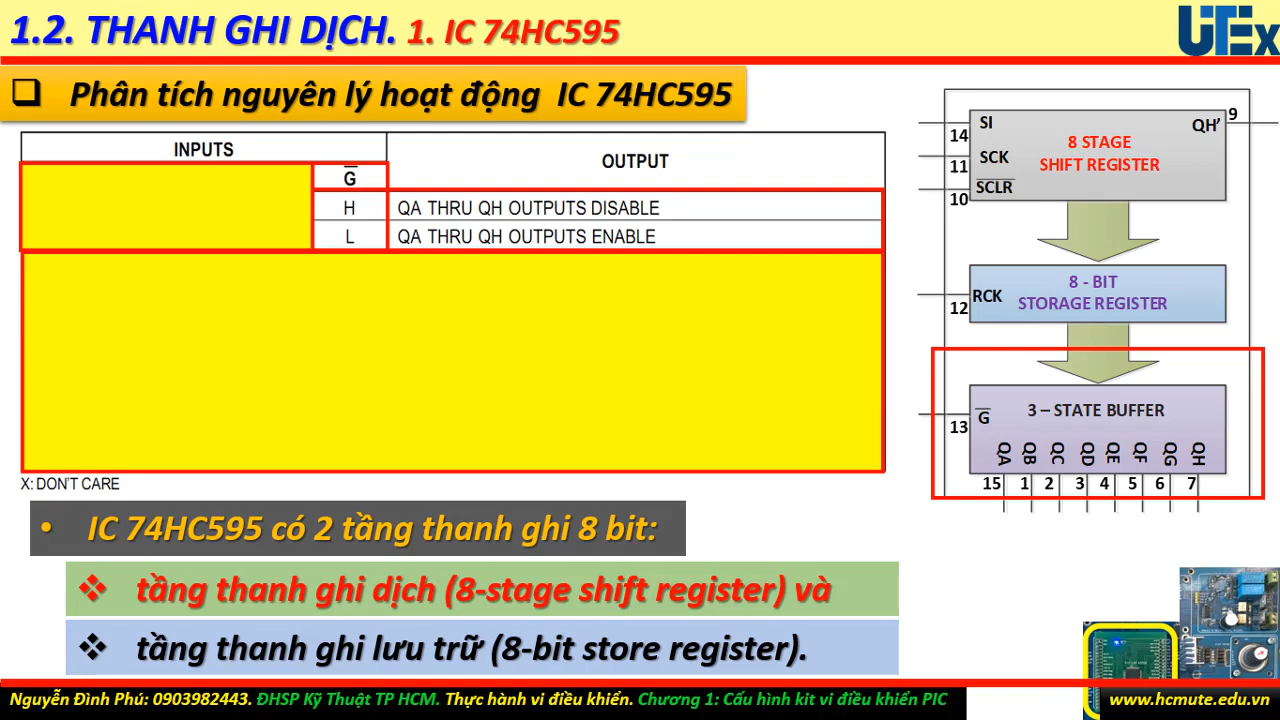 1.2. THANH GHI DỊCH. 1. IC 74HC595
UTEx
❑ Phân tích nguyên lý hoạt động IC 74HC595
INPUTS
OUTPUT
G̅
H QA THRU QH OUTPUTS DISABLE
L QA THRU QH OUTPUTS ENABLE
X: DON'T CARE
SI
14
SCK
11
S̅C̅L̅R̅
10
QH'
9
8 STAGE
SHIFT REGISTER
RCK
12
8 - BIT
STORAGE REGISTER
3 – STATE BUFFER
G̅
13
QA QB QC QD QE QF QG QH
15 1 2 3 4 5 6 7
• IC 74HC595 có 2 tầng thanh ghi 8 bit:
❖ tầng thanh ghi dịch (8-stage shift register) và
❖ tầng thanh ghi lưu trữ (8-bit store register).
Nguyễn Đình Phú: 0903982443. ĐHSP Kỹ Thuật TP HCM. Thực hành vi điều khiển. Chương 1: Cấu hình kit vi điều khiển PIC
www.hcmute.edu.vn